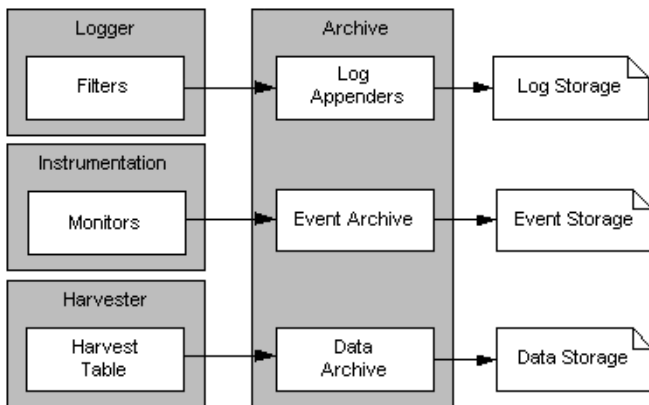 Logger
Archive
Filters
Log
Appenders
Log Storage
Instrumentation
Monitors
Event Archive
Event Storage
Harvester
Harvest
Table
Data
Archive
Data Storage